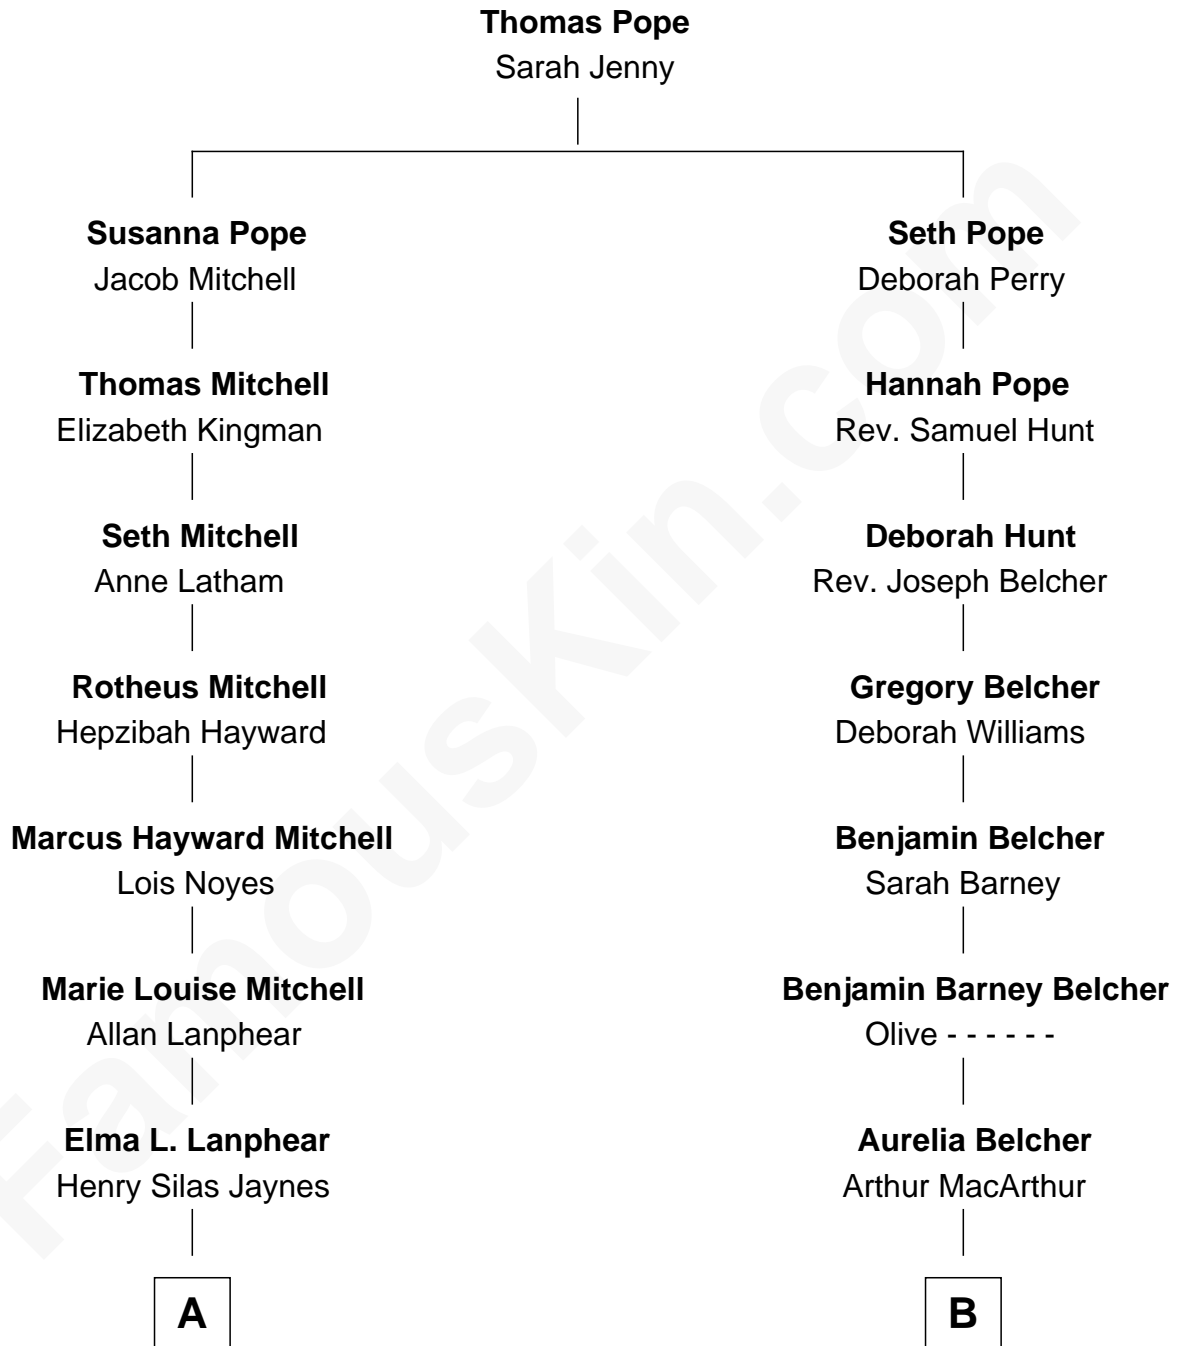 Thomas Pope
Sarah Jenny
Susanna Pope
Jacob Mitchell
Seth Pope
Deborah Perry
Thomas Mitchell
Elizabeth Kingman
Hannah Pope
Rev. Samuel Hunt
Seth Mitchell
Anne Latham
Deborah Hunt
Rev. Joseph Belcher
Rotheus Mitchell
Hepzibah Hayward
Gregory Belcher
Deborah Williams
Marcus Hayward Mitchell
Lois Noyes
Benjamin Belcher
Sarah Barney
Marie Louise Mitchell
Allan Lanphear
Benjamin Barney Belcher
Olive - - - - - -
Elma L. Lanphear
Henry Silas Jaynes
Aurelia Belcher
Arthur MacArthur
A
B
FamousKin.com